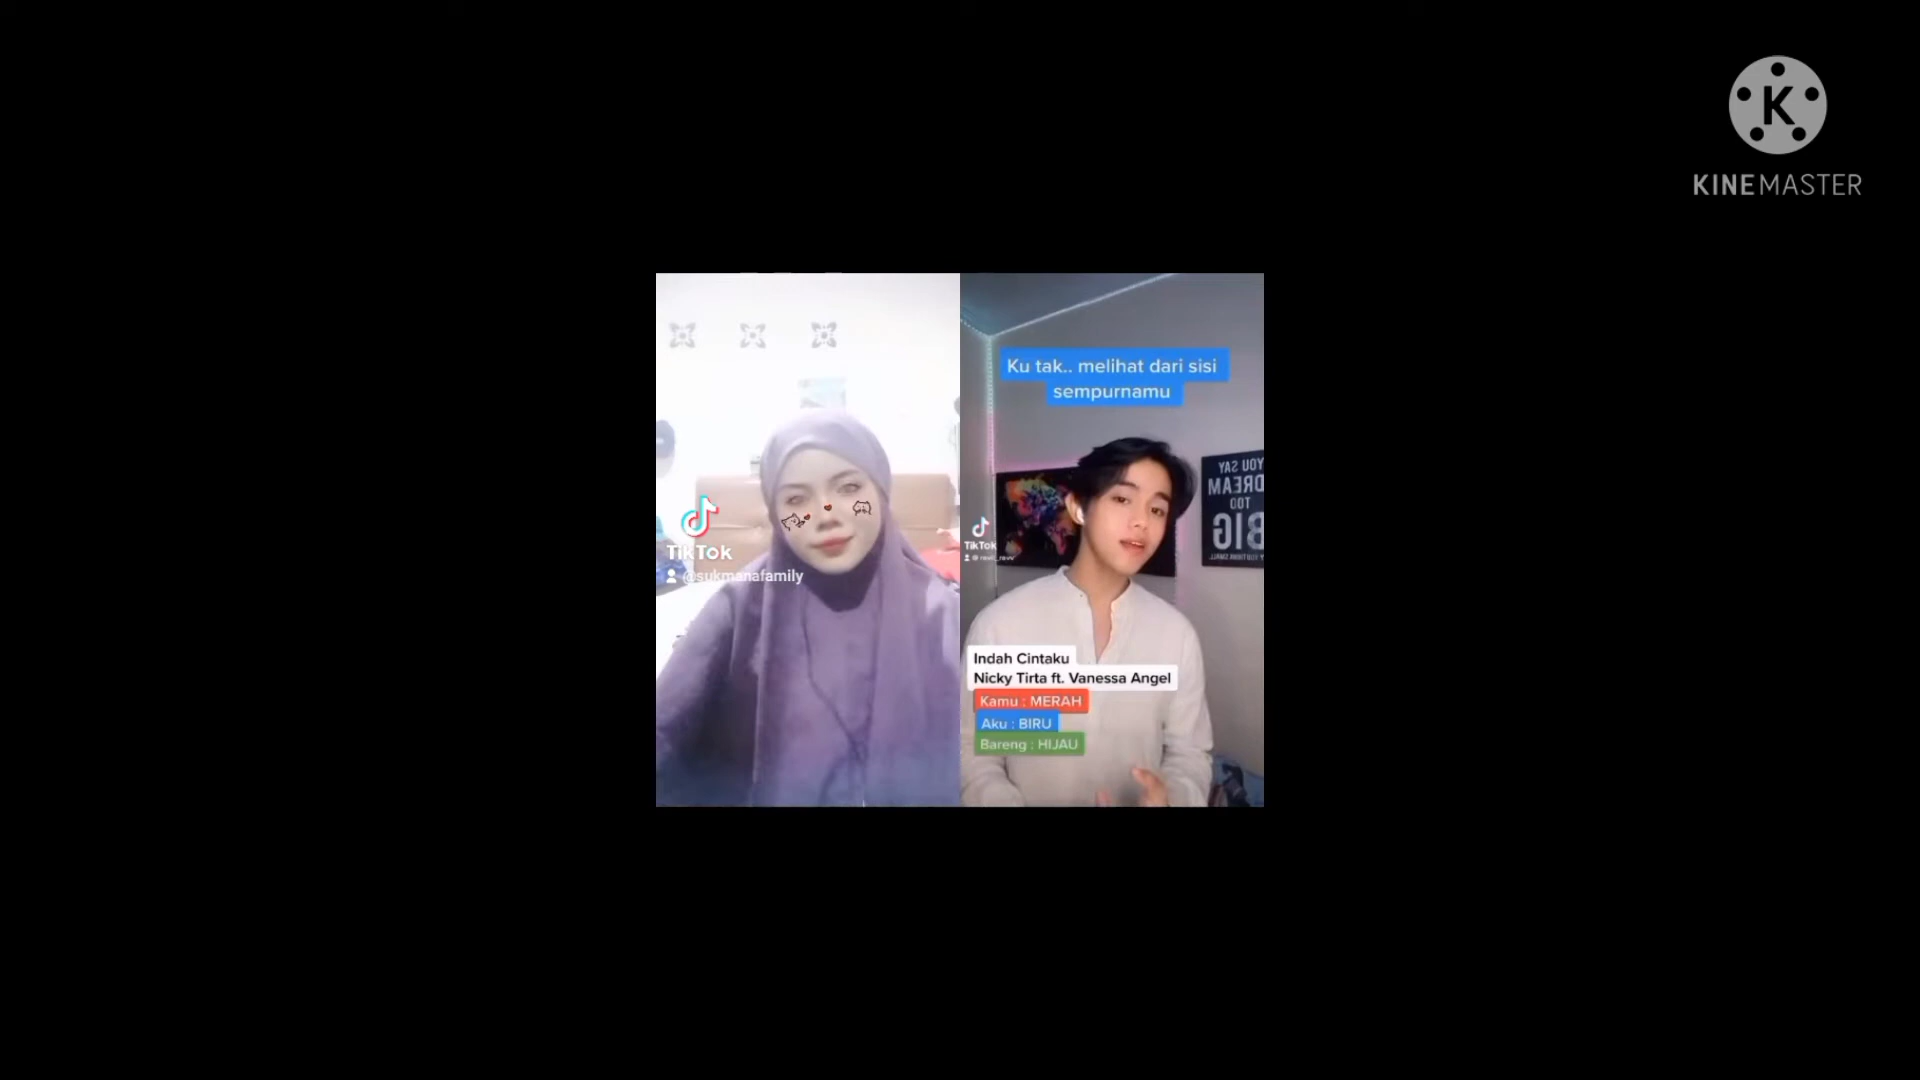 K
KINEMASTER
Ku tak.. melihat dari sisi
sempurnamu
YOU SAY
DREAM
TOO
BIG
TikTok
@sukmanafamily
TikTok
Indah Cintaku
Nicky Tirta ft. Vanessa Angel
Kamu : MERAH
Aku : BIRU
Bareng : HIJAU